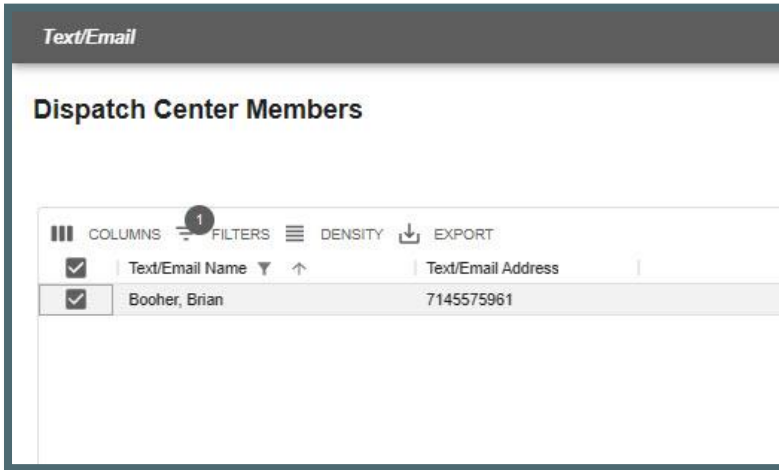 Text/Email
Dispatch Center Members
COLUMNS 1 FILTERS DENSITY EXPORT
Text/Email Name Text/Email Address
Booher, Brian 7145575961